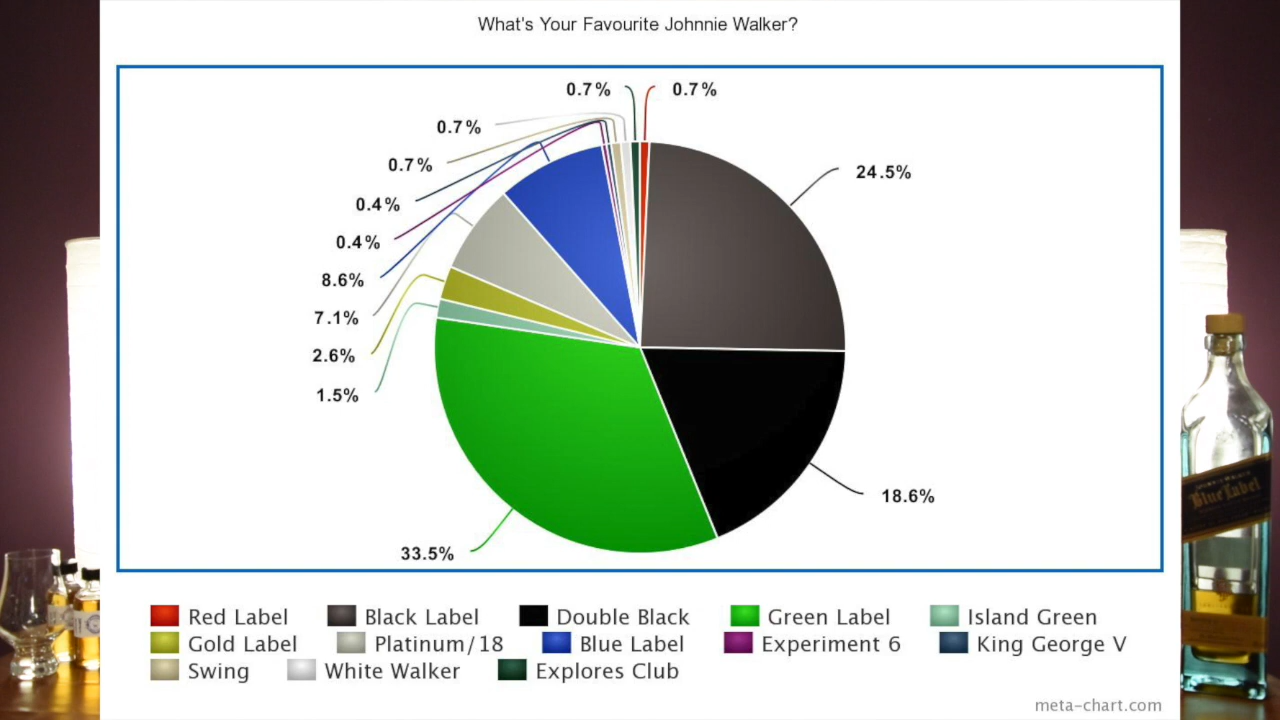 What's Your Favourite Johnnie Walker?
0.7% 0.7%
0.7%
0.7%
24.5%
0.4%
0.4%
8.6%
7.1%
2.6%
1.5%
18.6%
33.5%
Red Label Black Label Double Black Green Label Island Green
Gold Label Platinum/18 Blue Label Experiment 6 King George V
Swing White Walker Explores Club
meta-chart.com
Blue Label